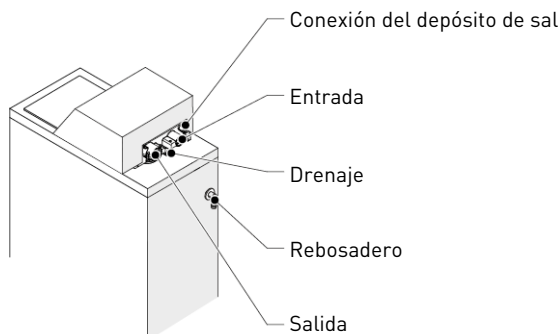 Conexión del depósito de sal
Entrada
Drenaje
Rebosadero
Salida